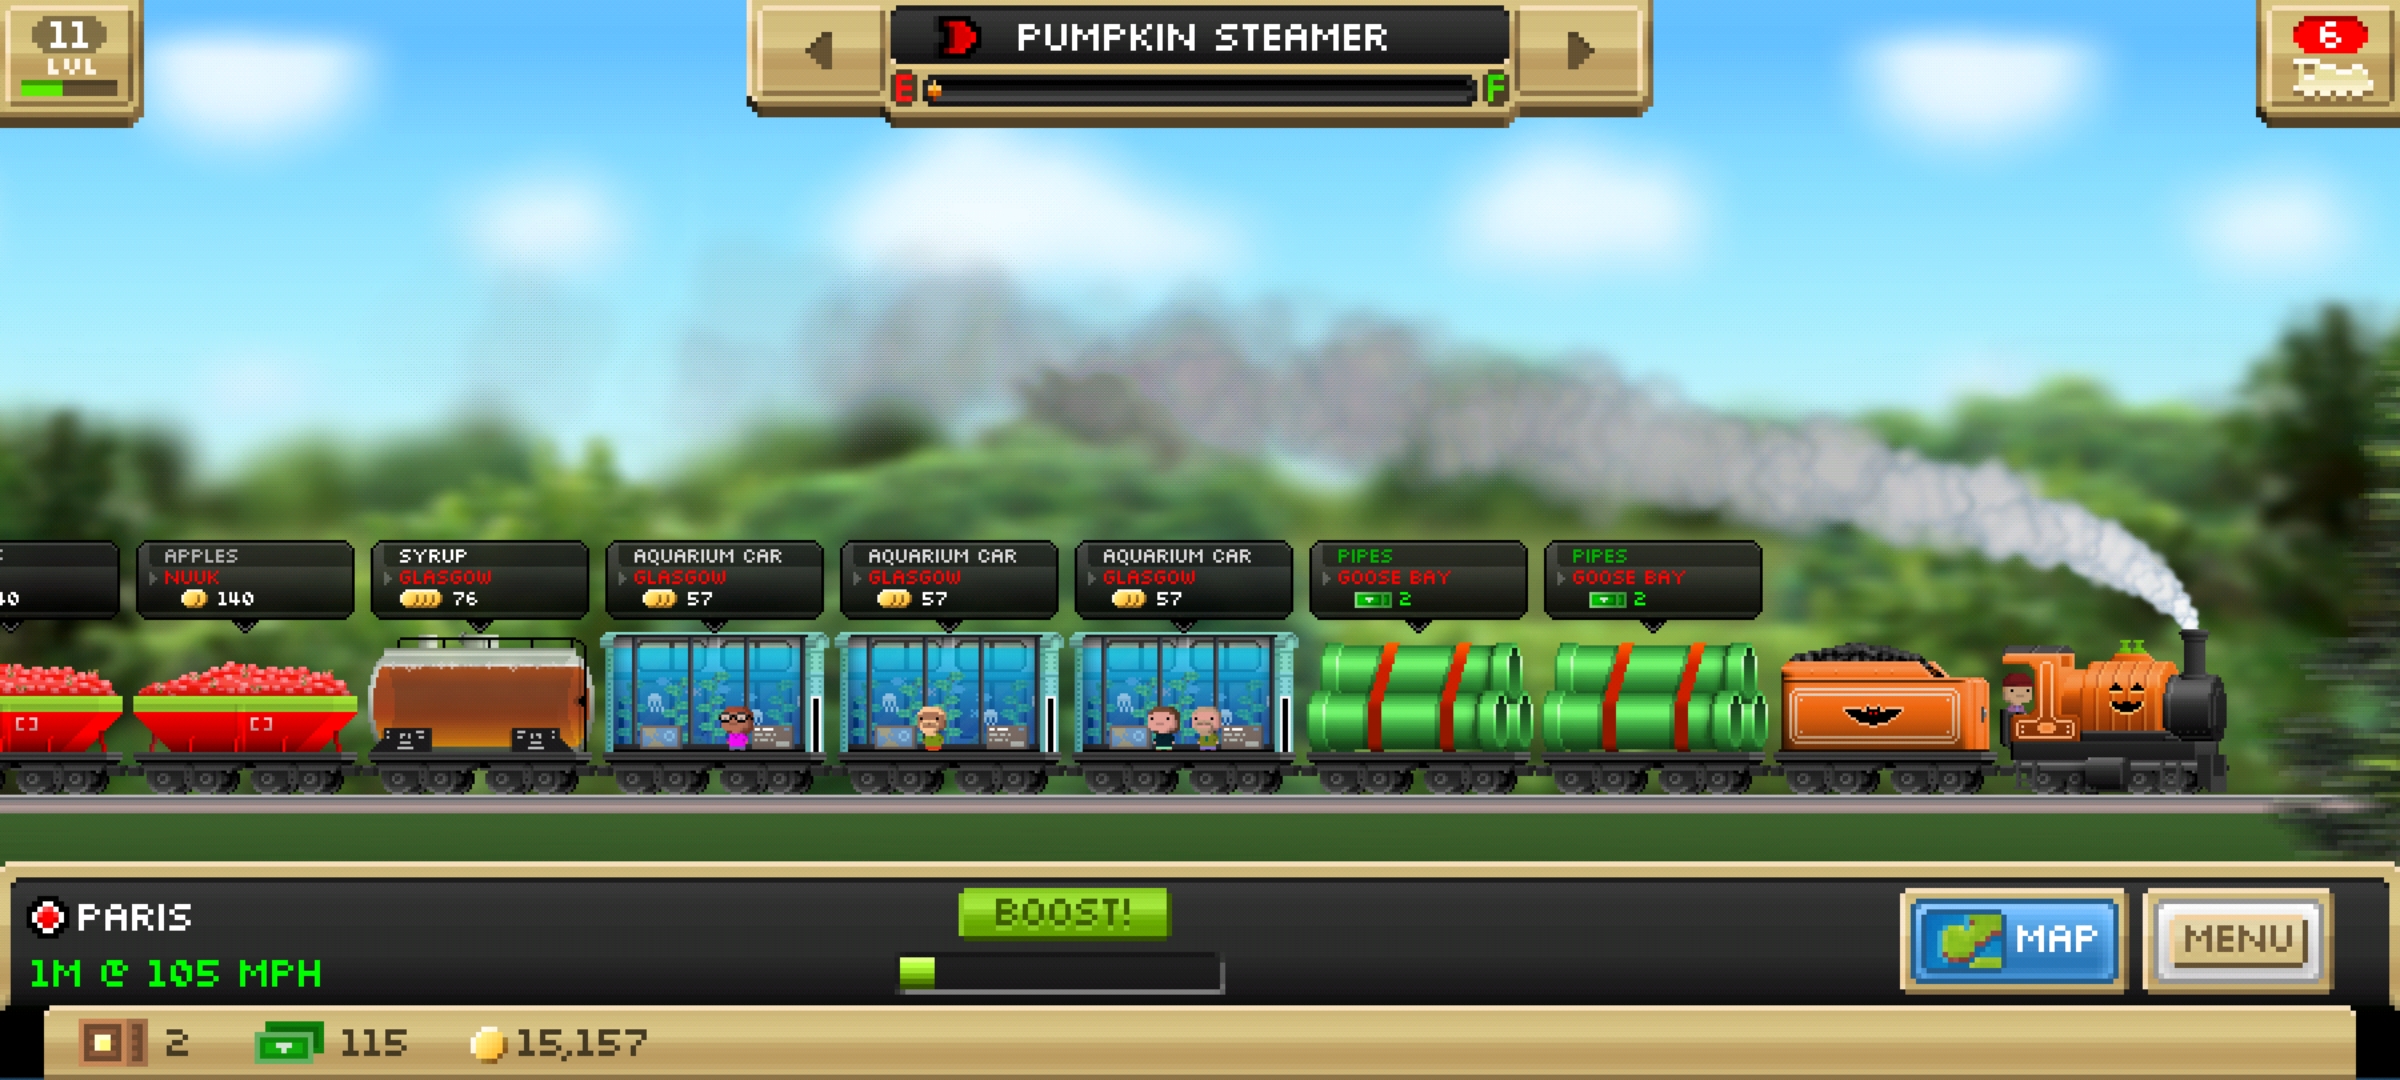 11
LVL
PUMPKIN STEAMER
E F
6
40
APPLES
NUUK
140
SYRUP
GLASGOW
76
AQUARIUM CAR
GLASGOW
57
AQUARIUM CAR
GLASGOW
57
AQUARIUM CAR
GLASGOW
57
PIPES
GOOSE BAY
2
PIPES
GOOSE BAY
2
PARIS
1M @ 105 MPH
BOOST!
MAP
MENU
2
115
15,157